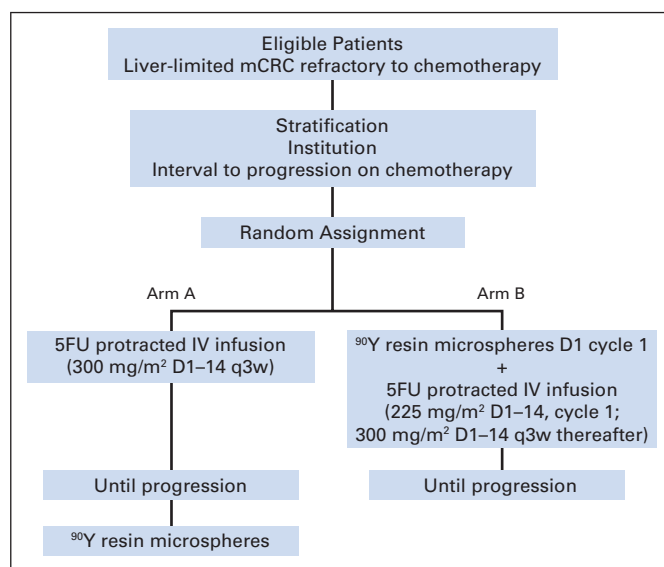 Eligible Patients
Liver-limited mCRC refractory to chemotherapy
Stratification
Institution
Interval to progression on chemotherapy
Random Assignment
Arm A
5FU protracted IV infusion
(300 mg/m² D1–14 q3w)
Until progression
⁹⁰Y resin microspheres
Arm B
⁹⁰Y resin microspheres D1 cycle 1
+
5FU protracted IV infusion
(225 mg/m² D1–14, cycle 1;
300 mg/m² D1–14 q3w thereafter)
Until progression